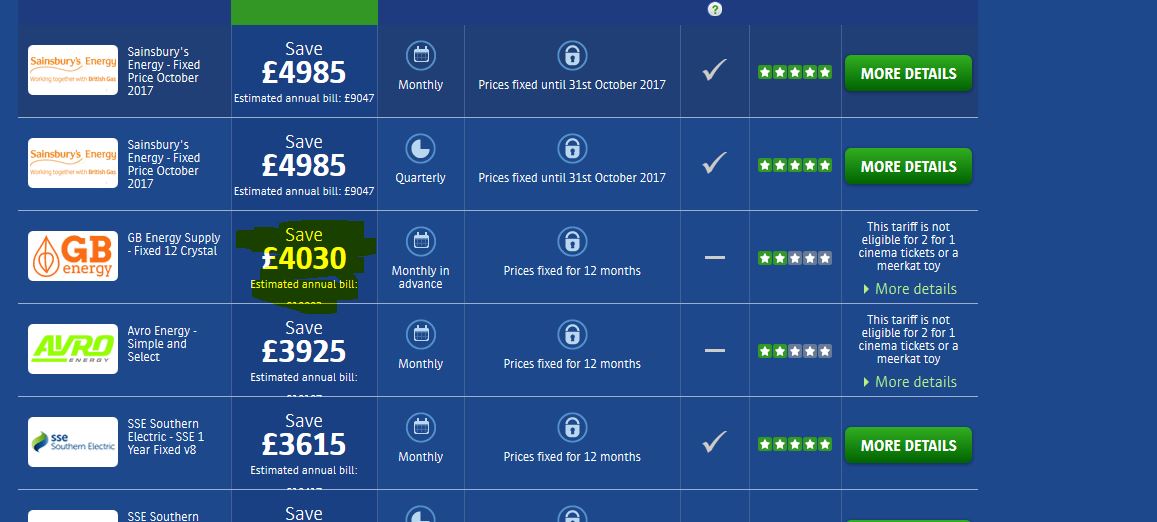 ?
Sainsbury's Energy
Working together with British Gas
Sainsbury's
Energy - Fixed
Price October
2017
Save
£4985
Estimated annual bill: £9047
Monthly
Prices fixed until 31st October 2017
MORE DETAILS
Sainsbury's Energy
Working together with British Gas
Sainsbury's
Energy - Fixed
Price October
2017
Save
£4985
Estimated annual bill: £9047
Quarterly
Prices fixed until 31st October 2017
MORE DETAILS
GB
energy
GB Energy Supply
- Fixed 12 Crystal
Save
£4030
Estimated annual bill:
Monthly in
advance
Prices fixed for 12 months
This tariff is not
eligible for 2 for 1
cinema tickets or a
meerkat toy
More details
AVRO
ENERGY
Avro Energy -
Simple and
Select
Save
£3925
Estimated annual bill:
Monthly
Prices fixed for 12 months
This tariff is not
eligible for 2 for 1
cinema tickets or a
meerkat toy
More details
sse
Southern Electric
SSE Southern
Electric - SSE 1
Year Fixed v8
Save
£3615
Estimated annual bill:
Monthly
Prices fixed for 12 months
MORE DETAILS
SSE Southern
Save